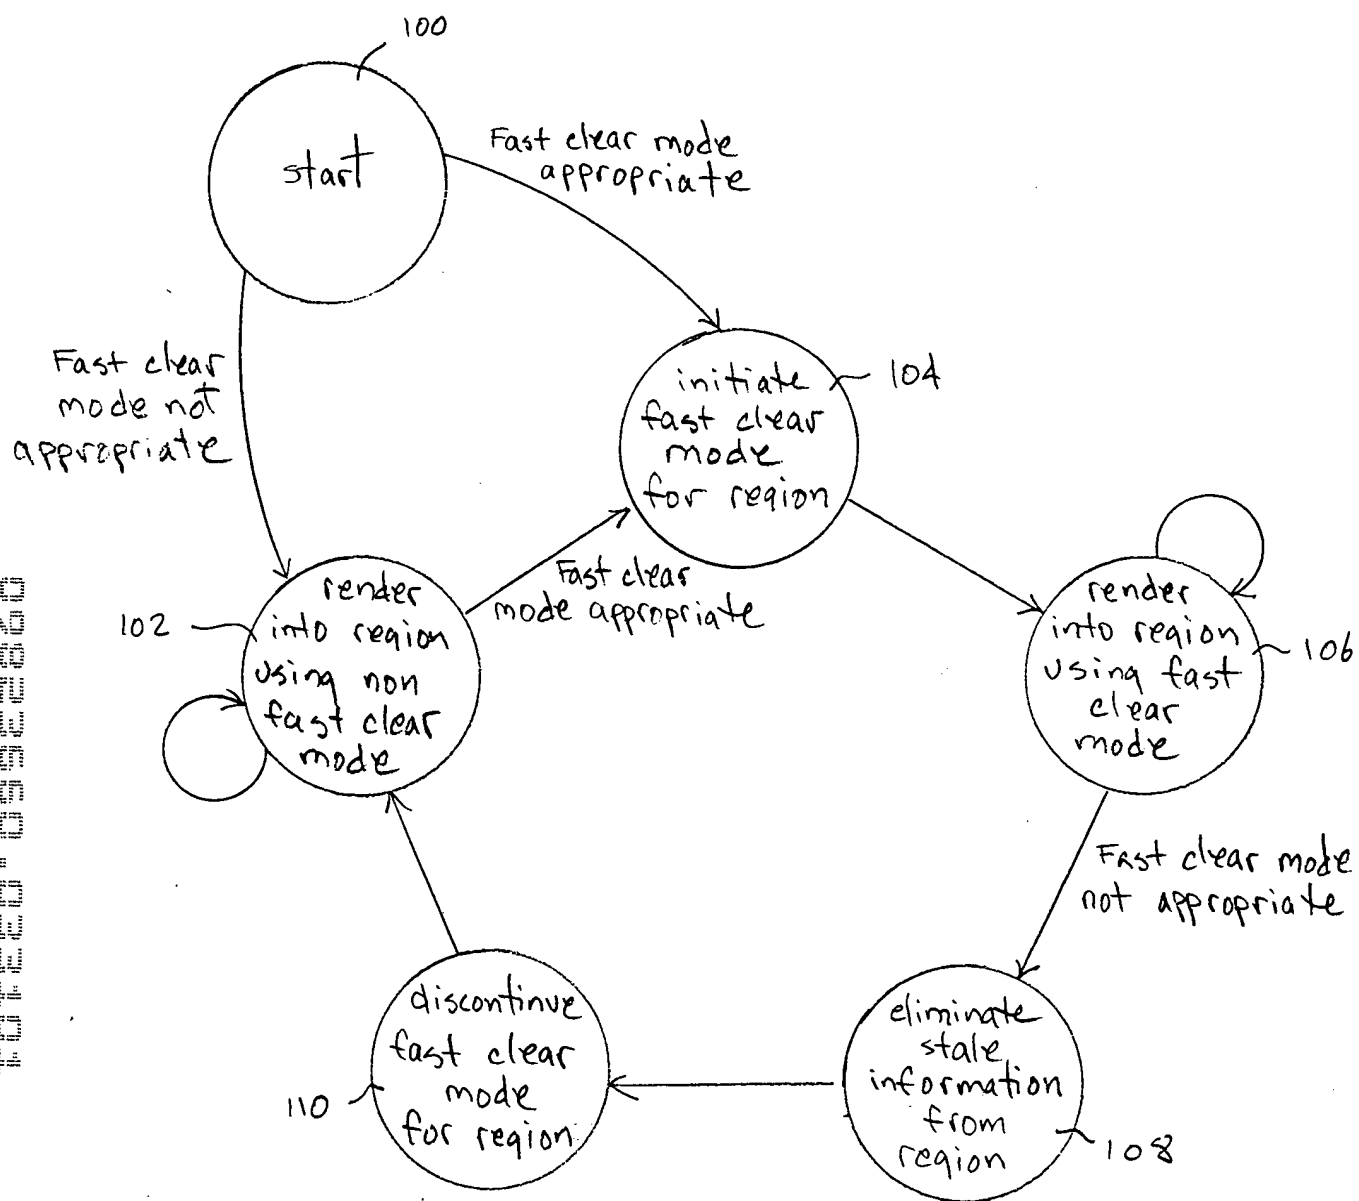 100
start
Fast clear mode
appropriate
Fast clear
mode not
appropriate
initiate
fast clear
mode
for region
104
Fast clear
mode appropriate
102
render
into region
using non
fast clear
mode
render
into region
using fast
clear
mode
106
Fast clear mode
not appropriate
discontinue
fast clear
mode
for region
110
eliminate
stale
information
from
region
108